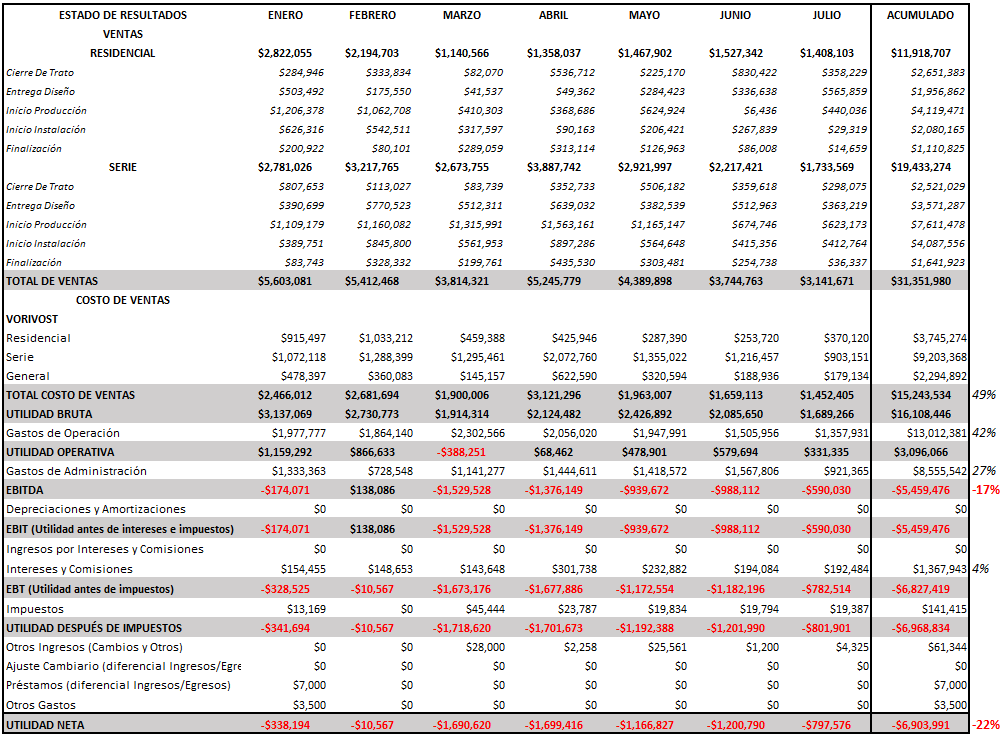 ESTADO DE RESULTADOS ENERO FEBRERO MARZO ABRIL MAYO JUNIO JULIO ACUMULADO
VENTAS
RESIDENCIAL $2,822,055 $2,194,703 $1,140,566 $1,358,037 $1,467,902 $1,527,342 $1,408,103 $11,918,707
Cierre De Trato $284,946 $333,834 $82,070 $536,712 $225,170 $830,422 $358,229 $2,651,383
Entrega Diseño $503,492 $175,550 $41,537 $49,362 $284,423 $336,638 $565,859 $1,956,862
Inicio Producción $1,206,378 $1,062,708 $410,303 $368,686 $624,924 $6,436 $440,036 $4,119,471
Inicio Instalación $626,316 $542,511 $317,597 $90,163 $206,421 $267,839 $29,319 $2,080,165
Finalización $200,922 $80,101 $289,059 $313,114 $126,963 $86,008 $14,659 $1,110,825
SERIE $2,781,026 $3,217,765 $2,673,755 $3,887,742 $2,921,997 $2,217,421 $1,733,569 $19,433,274
Cierre De Trato $807,653 $113,027 $83,739 $352,733 $506,182 $359,618 $298,075 $2,521,029
Entrega Diseño $390,699 $770,523 $512,311 $639,032 $382,539 $512,963 $363,219 $3,571,287
Inicio Producción $1,109,179 $1,160,082 $1,315,991 $1,563,161 $1,165,147 $674,746 $623,173 $7,611,478
Inicio Instalación $389,751 $845,800 $561,953 $897,286 $564,648 $415,356 $412,764 $4,087,556
Finalización $83,743 $328,332 $199,761 $435,530 $303,481 $254,738 $36,337 $1,641,923
TOTAL DE VENTAS $5,603,081 $5,412,468 $3,814,321 $5,245,779 $4,389,898 $3,744,763 $3,141,671 $31,351,980
COSTO DE VENTAS
VORIVOST
Residencial $915,497 $1,033,212 $459,388 $425,946 $287,390 $253,720 $370,120 $3,745,274
Serie $1,072,118 $1,288,399 $1,295,461 $2,072,760 $1,355,022 $1,216,457 $903,151 $9,203,368
General $478,397 $360,083 $145,157 $622,590 $320,594 $188,936 $179,134 $2,294,892
TOTAL COSTO DE VENTAS $2,466,012 $2,681,694 $1,900,006 $3,121,296 $1,963,007 $1,659,113 $1,452,405 $15,243,534 49%
UTILIDAD BRUTA $3,137,069 $2,730,773 $1,914,314 $2,124,482 $2,426,892 $2,085,650 $1,689,266 $16,108,446
Gastos de Operación $1,977,777 $1,864,140 $2,302,566 $2,056,020 $1,947,991 $1,505,956 $1,357,931 $13,012,381 42%
UTILIDAD OPERATIVA $1,159,292 $866,633 -$388,251 $68,462 $478,901 $579,694 $331,335 $3,096,066
Gastos de Administración $1,333,363 $728,548 $1,141,277 $1,444,611 $1,418,572 $1,567,806 $921,365 $8,555,542 27%
EBITDA -$174,071 $138,086 -$1,529,528 -$1,376,149 -$939,672 -$988,112 -$590,030 -$5,459,476 -17%
Depreciaciones y Amortizaciones $0 $0 $0 $0 $0 $0 $0 $0
EBIT (Utilidad antes de intereses e impuestos) -$174,071 $138,086 -$1,529,528 -$1,376,149 -$939,672 -$988,112 -$590,030 -$5,459,476
Ingresos por Intereses y Comisiones $0 $0 $0 $0 $0 $0 $0 $0
Intereses y Comisiones $154,455 $148,653 $143,648 $301,738 $232,882 $194,084 $192,484 $1,367,943 4%
EBT (Utilidad antes de impuestos) -$328,525 -$10,567 -$1,673,176 -$1,677,886 -$1,172,554 -$1,182,196 -$782,514 -$6,827,419
Impuestos $13,169 $0 $45,444 $23,787 $19,834 $19,794 $19,387 $141,415
UTILIDAD DESPUÉS DE IMPUESTOS -$341,694 -$10,567 -$1,718,620 -$1,701,673 -$1,192,388 -$1,201,990 -$801,901 -$6,968,834
Otros Ingresos (Cambios y Otros) $0 $0 $28,000 $2,258 $25,561 $1,200 $4,325 $61,344
Ajuste Cambiario (diferencial Ingresos/Egre $0 $0 $0 $0 $0 $0 $0 $0
Préstamos (diferencial Ingresos/Egresos) $7,000 $0 $0 $0 $0 $0 $0 $7,000
Otros Gastos $3,500 $0 $0 $0 $0 $0 $0 $3,500
UTILIDAD NETA -$338,194 -$10,567 -$1,690,620 -$1,699,416 -$1,166,827 -$1,200,790 -$797,576 -$6,903,991 -22%